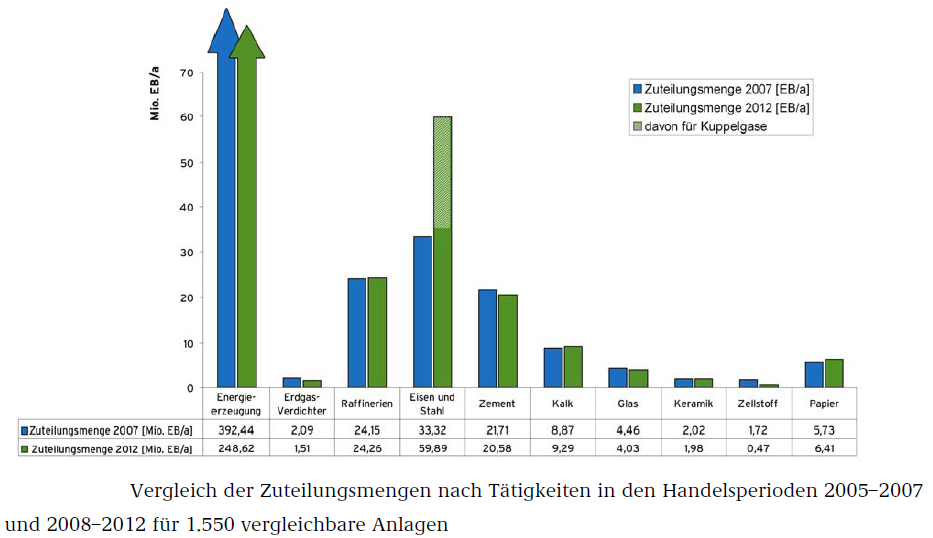 Mio. EB/a
70
60
50
40
30
20
10
0
Zuteilungsmenge 2007 [EB/a]
Zuteilungsmenge 2012 [EB/a]
davon für Kuppelgase
Energie- Erdgas- Raffinerien Eisen und Zement Kalk Glas Keramik Zellstoff Papier
erzeugung Verdichter Stahl
Zuteilungsmenge 2007 [Mio. EB/a] 392,44 2,09 24,15 33,32 21,71 8,87 4,46 2,02 1,72 5,73
Zuteilungsmenge 2012 [Mio. EB/a] 248,62 1,51 24,26 59,89 20,58 9,29 4,03 1,98 0,47 6,41
Vergleich der Zuteilungsmengen nach Tätigkeiten in den Handelsperioden 2005–2007
und 2008–2012 für 1.550 vergleichbare Anlagen